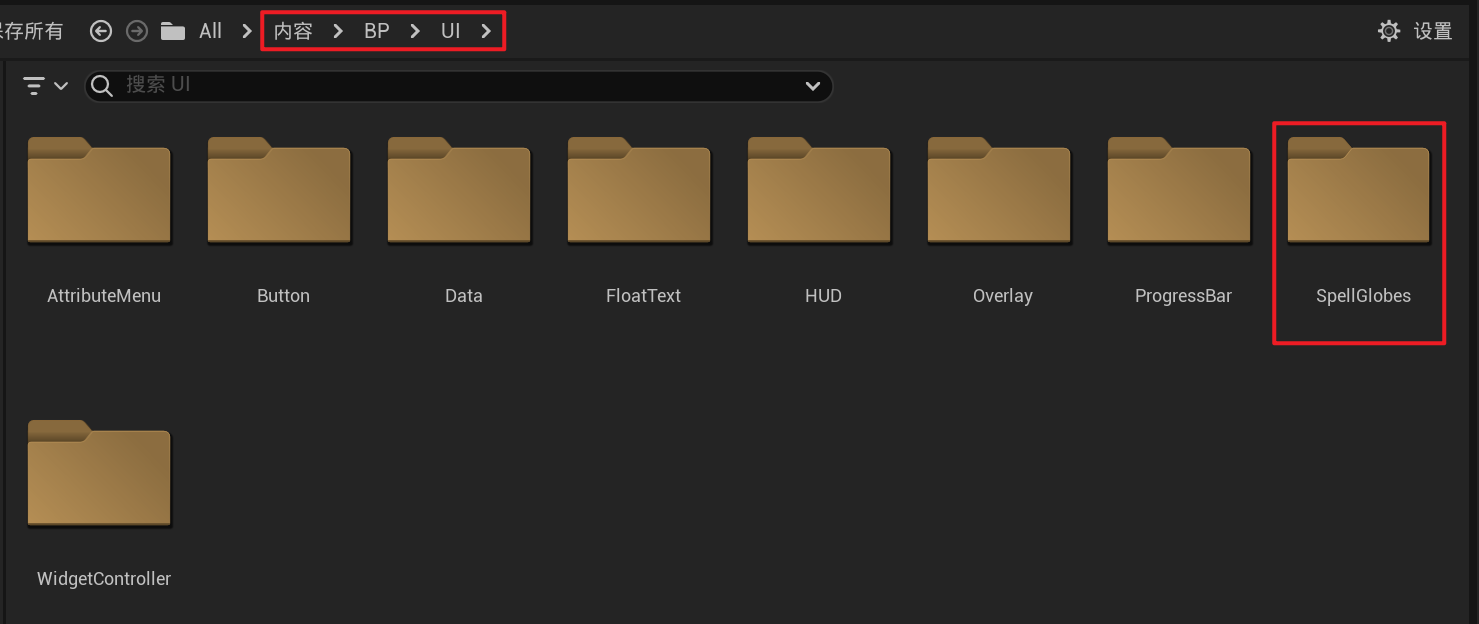 存所有 All 内容 BP UI 设置
搜索 UI
AttributeMenu Button Data FloatText HUD Overlay ProgressBar SpellGlobes
WidgetController